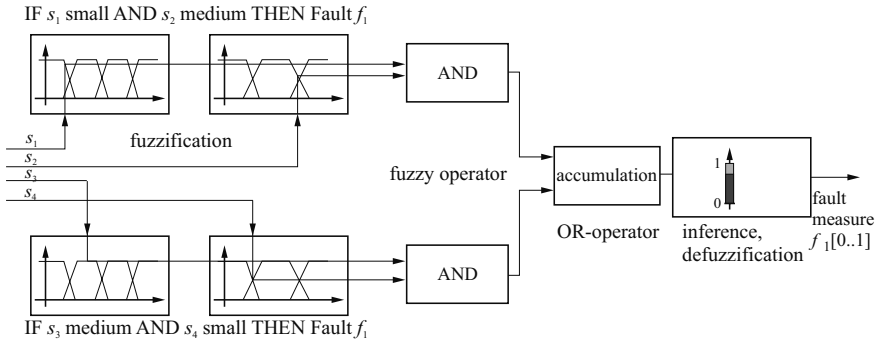 IF s₁ small AND s₂ medium THEN Fault f₁
AND
fuzzification
s₁
s₂
s₃
s₄
fuzzy operator
accumulation
1
0
OR-operator
inference,
defuzzification
fault
measure
f₁[0..1]
AND
IF s₃ medium AND s₄ small THEN Fault f₁